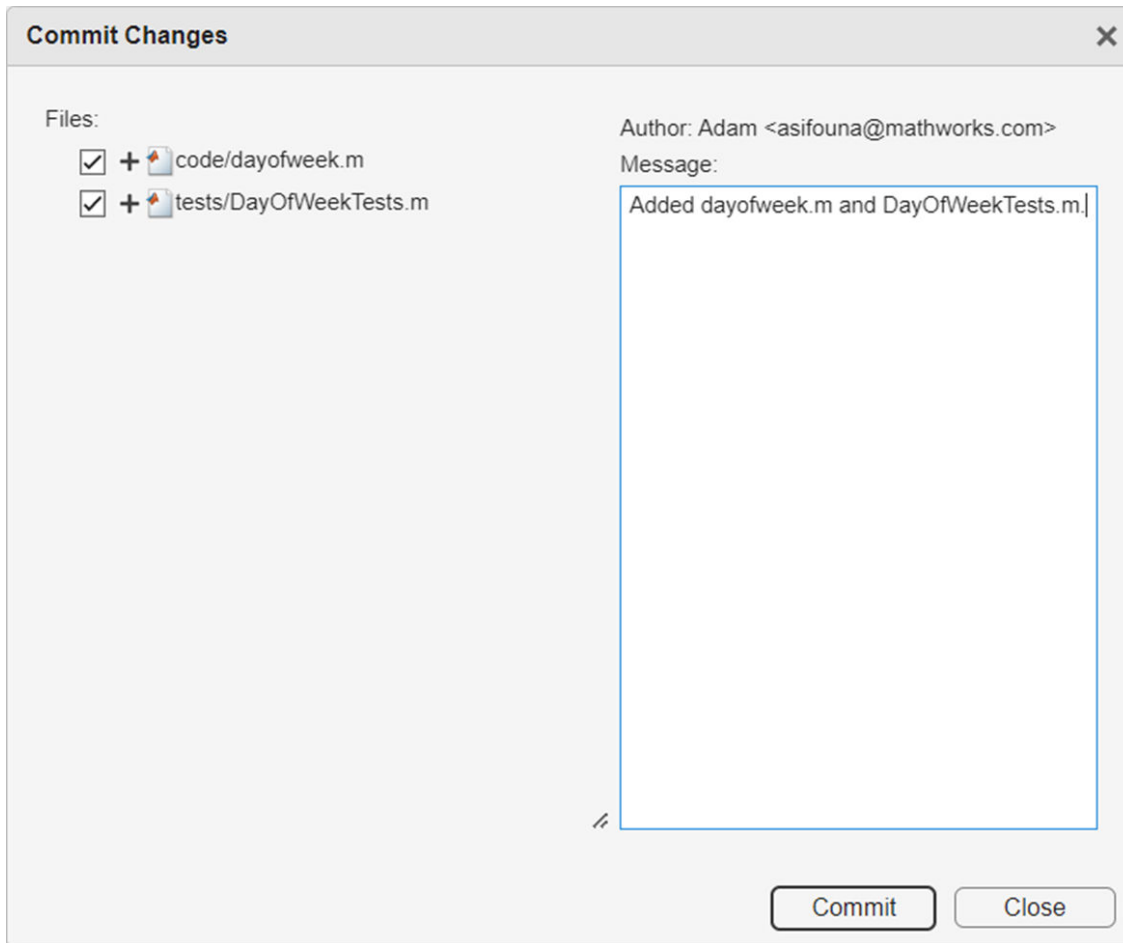 Commit Changes
Files:
code/dayofweek.m
tests/DayOfWeekTests.m
Author: Adam <asifouna@mathworks.com>
Message:
Added dayofweek.m and DayOfWeekTests.m.
Commit
Close